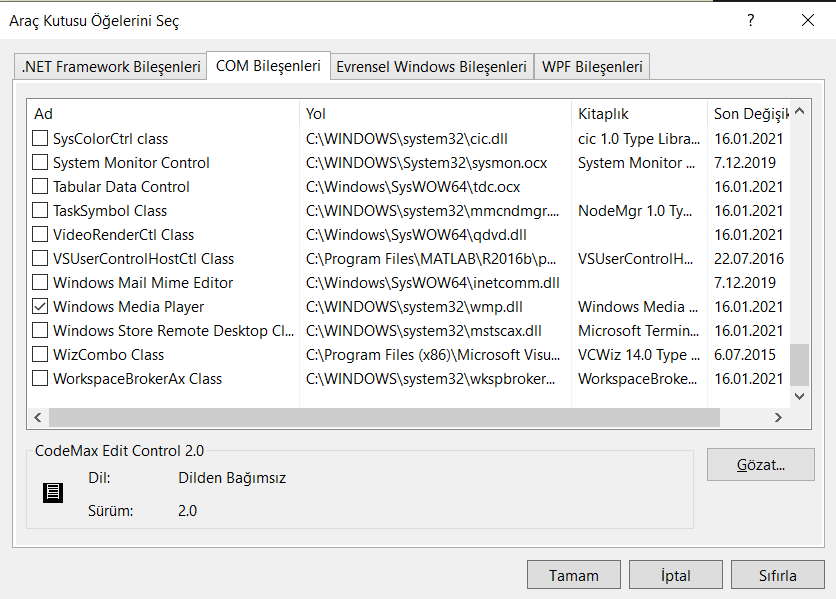 Araç Kutusu Öğelerini Seç
?
.NET Framework Bileşenleri COM Bileşenleri Evrensel Windows Bileşenleri WPF Bileşenleri
Ad Yol Kitaplık Son Değişik
SysColorCtrl class C:\WINDOWS\system32\cic.dll cic 1.0 Type Libra... 16.01.2021
System Monitor Control C:\WINDOWS\System32\sysmon.ocx System Monitor ... 7.12.2019
Tabular Data Control C:\Windows\SysWOW64\tdc.ocx 16.01.2021
TaskSymbol Class C:\WINDOWS\system32\mmcndmgr.... NodeMgr 1.0 Ty... 16.01.2021
VideoRenderCtl Class C:\Windows\SysWOW64\qdvd.dll 16.01.2021
VSUserControlHostCtl Class C:\Program Files\MATLAB\R2016b\p... VSUserControlH... 22.07.2016
Windows Mail Mime Editor C:\Windows\SysWOW64\inetcomm.dll 7.12.2019
Windows Media Player C:\WINDOWS\system32\wmp.dll Windows Media ... 16.01.2021
Windows Store Remote Desktop Cl... C:\WINDOWS\system32\mstscax.dll Microsoft Termin... 16.01.2021
WizCombo Class C:\Program Files (x86)\Microsoft Visu... VCWiz 14.0 Type ... 6.07.2015
WorkspaceBrokerAx Class C:\WINDOWS\system32\wkspbroker... WorkspaceBroke... 16.01.2021
CodeMax Edit Control 2.0
Gözat...
Dil: Dilden Bağımsız
Sürüm: 2.0
Tamam İptal Sıfırla